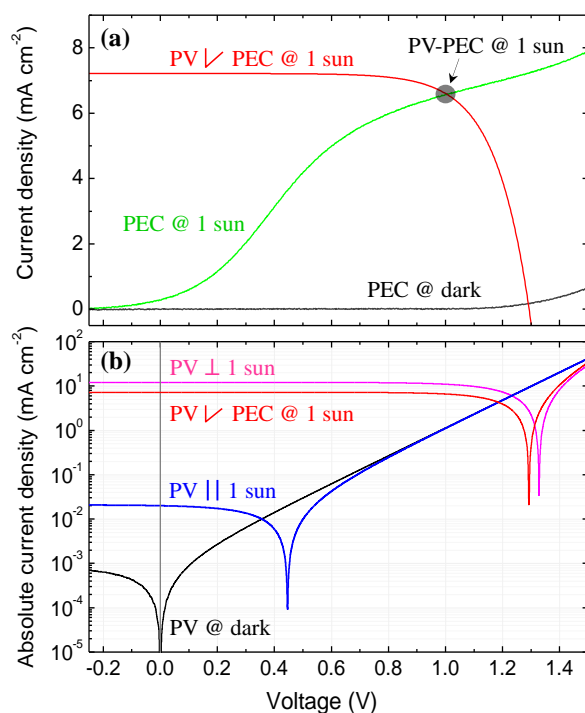 (a)
PV ∨ PEC @ 1 sun
PV-PEC @ 1 sun
PEC @ 1 sun
PEC @ dark
Current density (mA cm⁻²)
8
6
4
2
0
(b)
PV ⊥ 1 sun
PV ∨ PEC @ 1 sun
PV || 1 sun
PV @ dark
Absolute current density (mA cm⁻²)
10²
10¹
10⁰
10⁻¹
10⁻²
10⁻³
10⁻⁴
10⁻⁵
-0.2 0.0 0.2 0.4 0.6 0.8 1.0 1.2 1.4
Voltage (V)